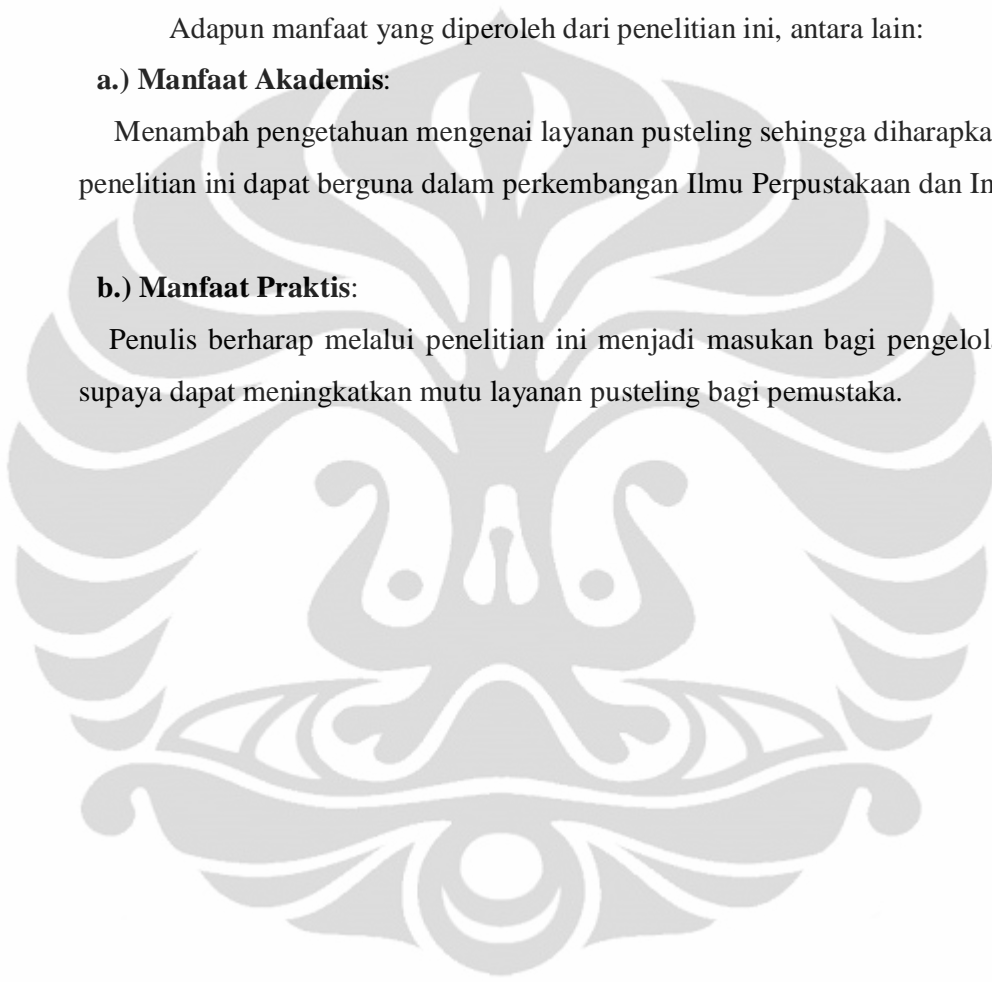 Adapun manfaat yang diperoleh dari penelitian ini, antara lain:
a.) Manfaat Akademis:
Menambah pengetahuan mengenai layanan pusteling sehingga diharapka
penelitian ini dapat berguna dalam perkembangan Ilmu Perpustakaan dan In
b.) Manfaat Praktis:
Penulis berharap melalui penelitian ini menjadi masukan bagi pengelol
supaya dapat meningkatkan mutu layanan pusteling bagi pemustaka.